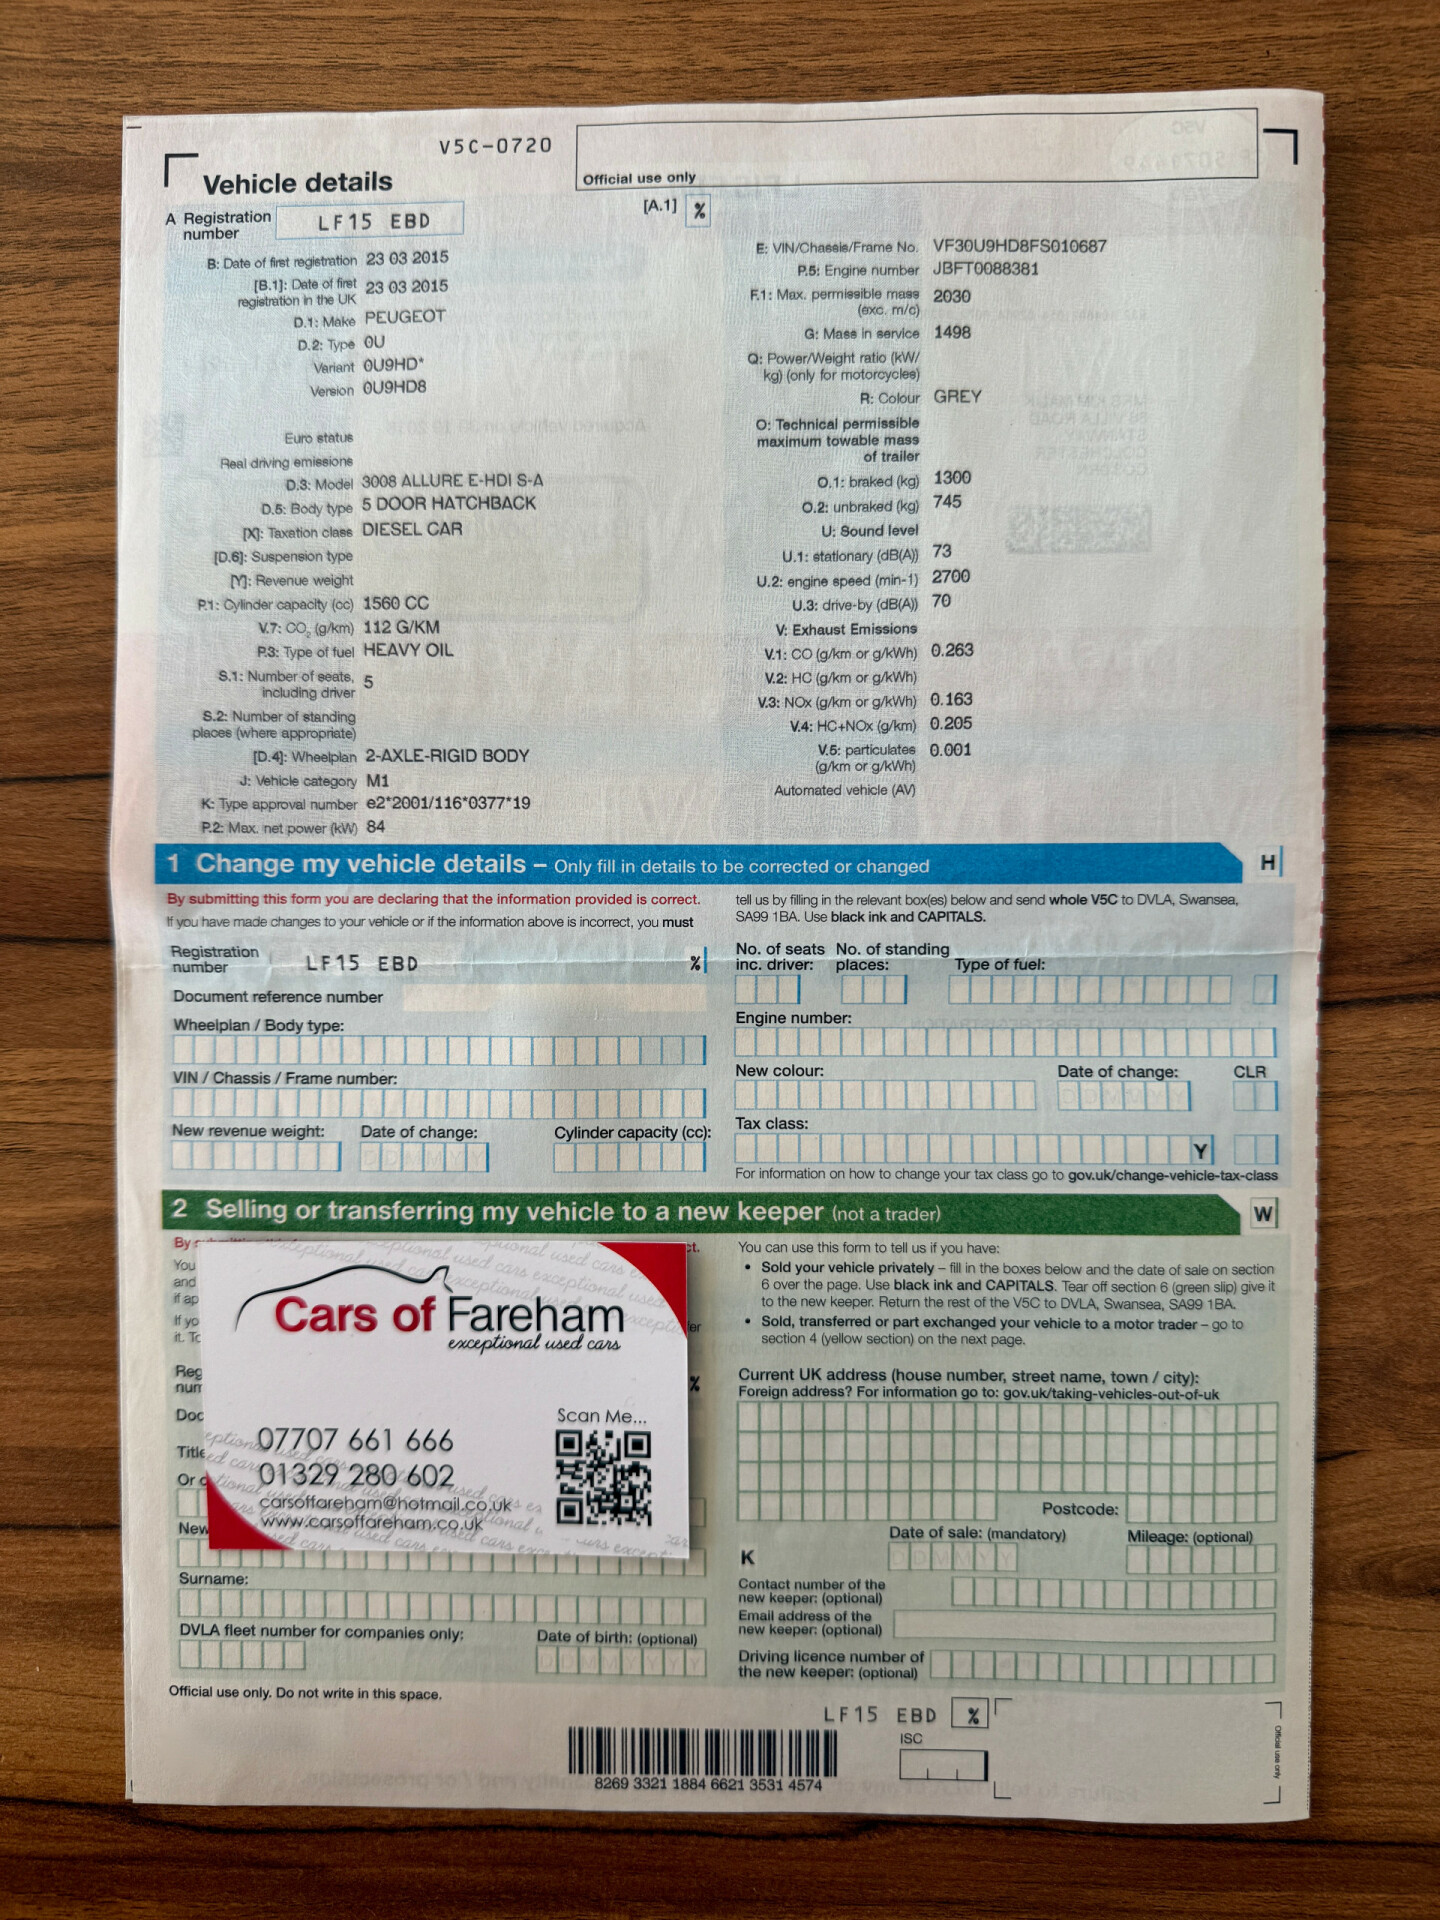 V5C-0720
Official use only
Vehicle details
A Registration number LF15 EBD
[A.1] %
B: Date of first registration 23 03 2015
[B.1]: Date of first registration in the UK 23 03 2015
D.1: Make PEUGEOT
D.2: Type 0U
Variant 0U9HD*
Version 0U9HD8
Euro status
Real driving emissions
D.3: Model 3008 ALLURE E-HDI S-A
D.5: Body type 5 DOOR HATCHBACK
[X]: Taxation class DIESEL CAR
[D.6]: Suspension type
[Y]: Revenue weight
P.1: Cylinder capacity (cc) 1560 CC
V.7: CO2 (g/km) 112 G/KM
P.3: Type of fuel HEAVY OIL
S.1: Number of seats, including driver 5
S.2: Number of standing places (where appropriate)
[D.4]: Wheelplan 2-AXLE-RIGID BODY
J: Vehicle category M1
K: Type approval number e2*2001/116*0377*19
P.2: Max. net power (kW) 84
E: VIN/Chassis/Frame No. VF30U9HD8FS010687
P.5: Engine number JBFT0088381
F.1: Max. permissible mass (exc. m/c) 2030
G: Mass in service 1498
Q: Power/Weight ratio (kW/kg) (only for motorcycles)
R: Colour GREY
O: Technical permissible maximum towable mass of trailer
O.1: braked (kg) 1300
O.2: unbraked (kg) 745
U: Sound level
U.1: stationary (dB(A)) 73
U.2: engine speed (min-1) 2700
U.3: drive-by (dB(A)) 70
V: Exhaust Emissions
V.1: CO (g/km or g/kWh) 0.263
V.2: HC (g/km or g/kWh)
V.3: NOx (g/km or g/kWh) 0.163
V.4: HC+NOx (g/km) 0.205
V.5: particulates (g/km or g/kWh) 0.001
Automated vehicle (AV)
1 Change my vehicle details – Only fill in details to be corrected or changed H
By submitting this form you are declaring that the information provided is correct.
If you have made changes to your vehicle or if the information above is incorrect, you must
tell us by filling in the relevant box(es) below and send whole V5C to DVLA, Swansea,
SA99 1BA. Use black ink and CAPITALS.
Registration number LF15 EBD %
Document reference number
Wheelplan / Body type:
VIN / Chassis / Frame number:
New revenue weight: Date of change: Cylinder capacity (cc):
DDMMYY
No. of seats inc. driver: No. of standing places: Type of fuel:
Engine number:
New colour: Date of change: CLR
DDMMYY
Tax class:
Y
For information on how to change your tax class go to gov.uk/change-vehicle-tax-class
2 Selling or transferring my vehicle to a new keeper (not a trader) W
By
You
and
if ap
If yo
it. To
Reg
num
%
Doc
Title
Or
New
Surname:
DVLA fleet number for companies only: Date of birth: (optional)
DDMMYYYY
Cars of Fareham
exceptional used cars
07707 661 666
01329 280 602
carsoffareham@hotmail.co.uk
www.carsoffareham.co.uk
Scan Me...
You can use this form to tell us if you have:
• Sold your vehicle privately – fill in the boxes below and the date of sale on section
6 over the page. Use black ink and CAPITALS. Tear off section 6 (green slip) give it
to the new keeper. Return the rest of the V5C to DVLA, Swansea, SA99 1BA.
• Sold, transferred or part exchanged your vehicle to a motor trader – go to
section 4 (yellow section) on the next page.
Current UK address (house number, street name, town / city):
Foreign address? For information go to: gov.uk/taking-vehicles-out-of-uk
Postcode:
K
Date of sale: (mandatory) Mileage: (optional)
DDMMYY
Contact number of the new keeper: (optional)
Email address of the new keeper: (optional)
Driving licence number of the new keeper: (optional)
Official use only. Do not write in this space.
LF15 EBD %
ISC
8269 3321 1884 6621 3531 4574
Official use only